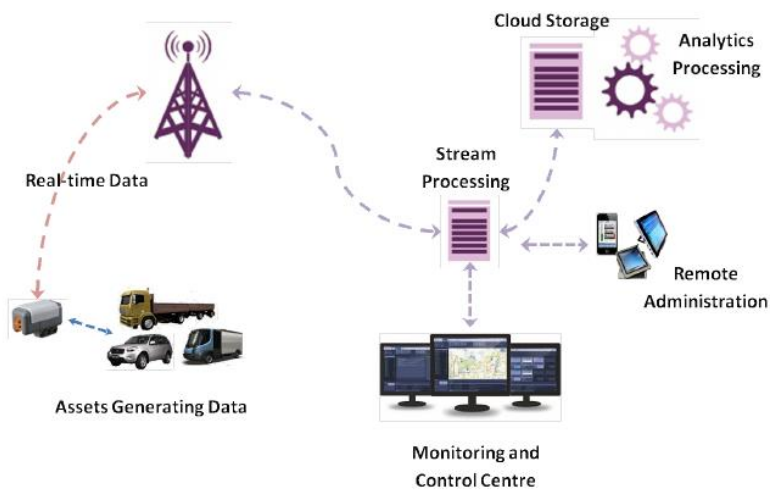 Cloud Storage
Analytics
Processing
Stream
Processing
Real-time Data
Remote
Administration
Assets Generating Data
Monitoring and
Control Centre